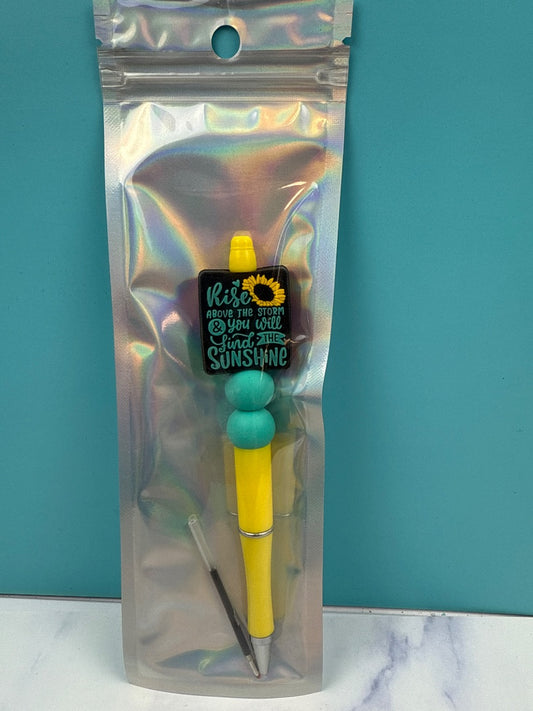 Rise
ABOVE THE STORM
& you will
find THE
SUNSHINE